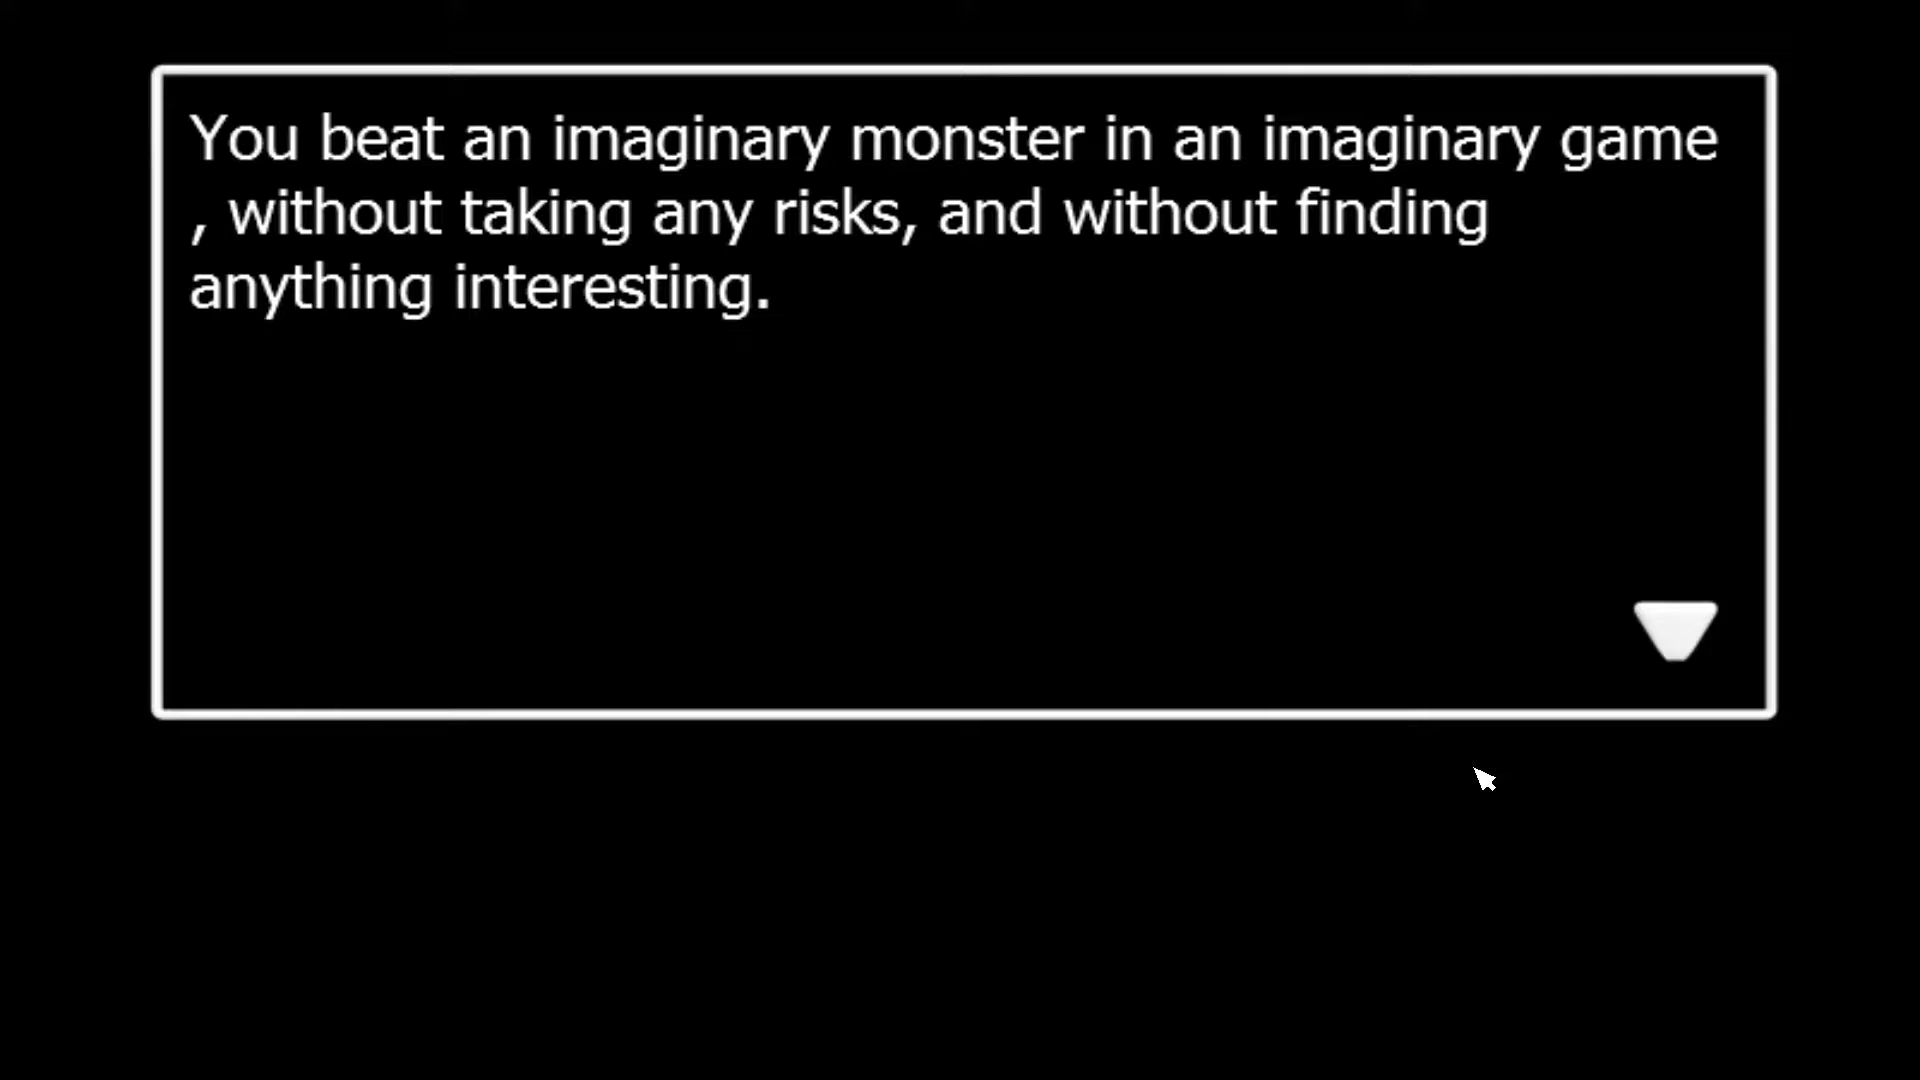 You beat an imaginary monster in an imaginary game
, without taking any risks, and without finding
anything interesting.